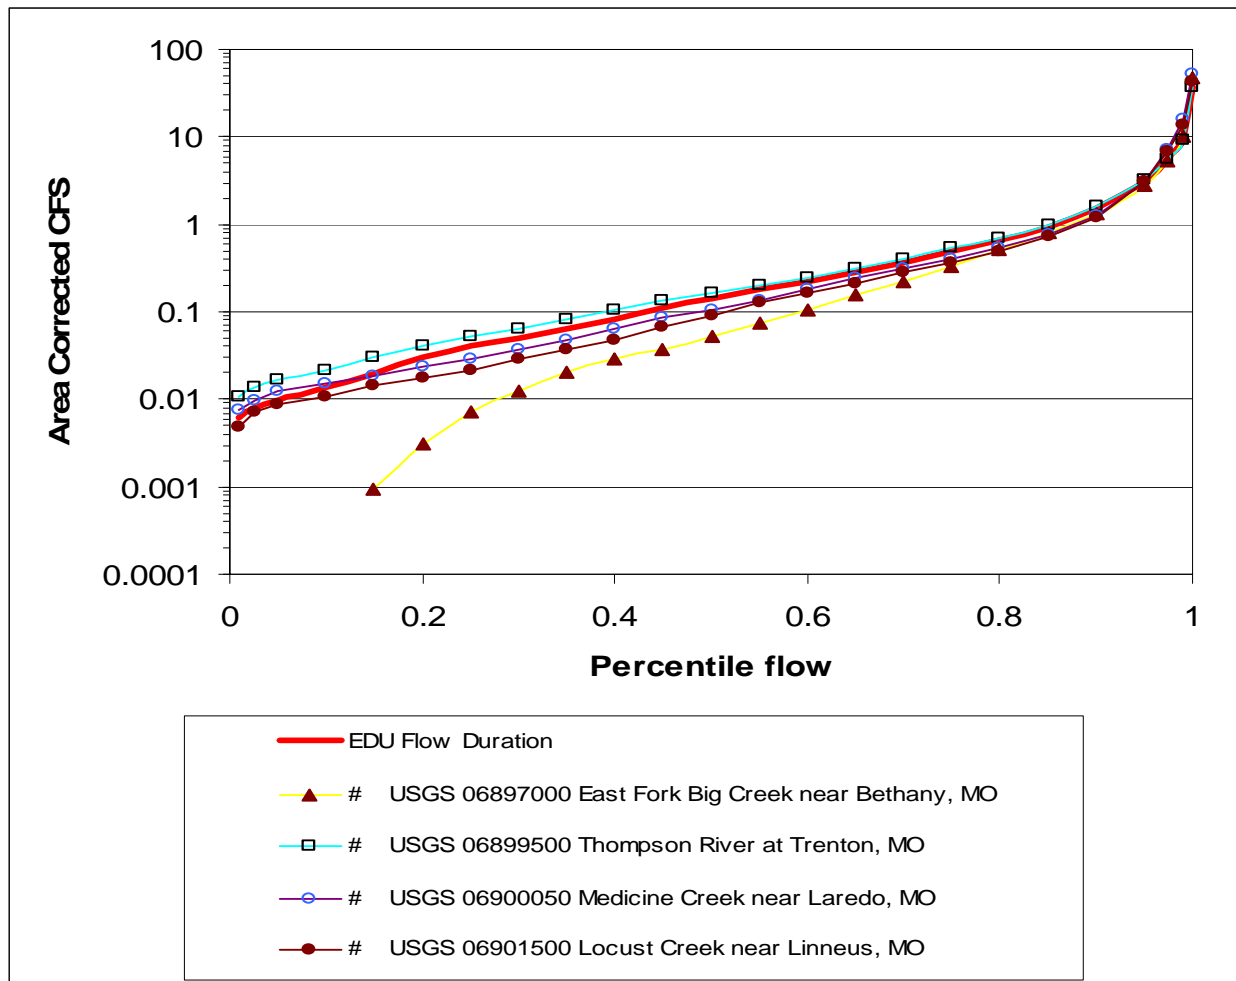 100
10
1
0.1
0.01
0.001
0.0001
Area Corrected CFS
0 0.2 0.4 0.6 0.8 1
Percentile flow
EDU Flow Duration
# USGS 06897000 East Fork Big Creek near Bethany, MO
# USGS 06899500 Thompson River at Trenton, MO
# USGS 06900050 Medicine Creek near Laredo, MO
# USGS 06901500 Locust Creek near Linneus, MO